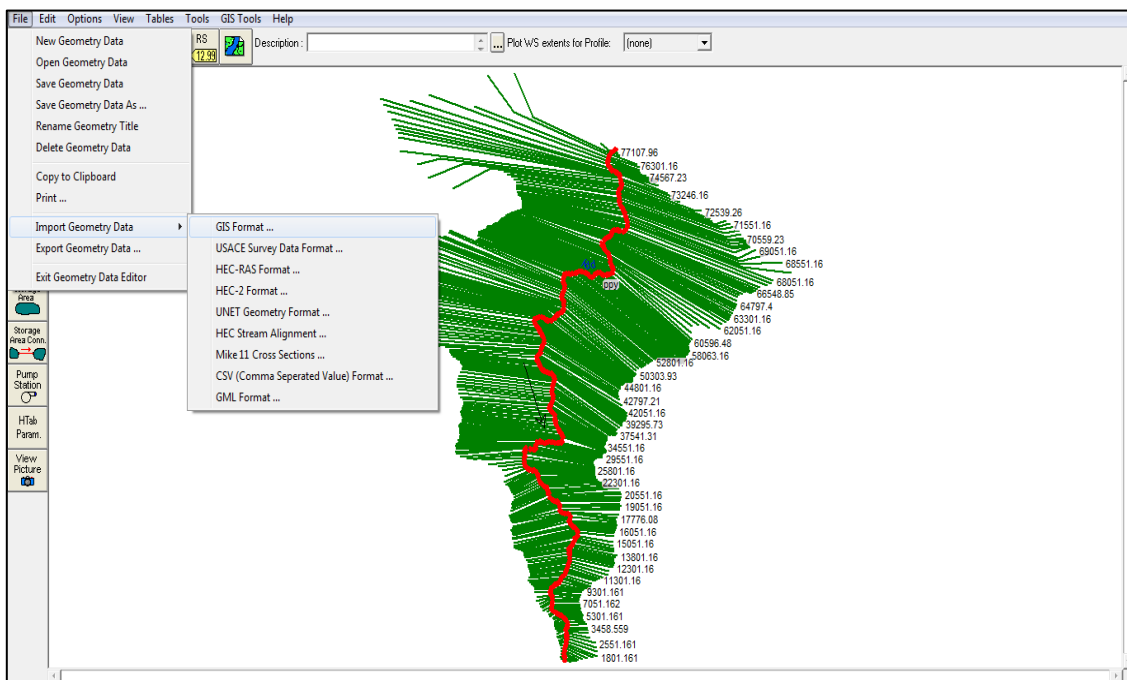 File Edit Options View Tables Tools GIS Tools Help
New Geometry Data
Open Geometry Data
Save Geometry Data
Save Geometry Data As ...
Rename Geometry Title
Delete Geometry Data
Copy to Clipboard
Print ...
Import Geometry Data
Export Geometry Data ...
Exit Geometry Data Editor
RS
12.99
Description :
...
Plot WS extents for Profile:
(none)
GIS Format ...
USACE Survey Data Format ...
HEC-RAS Format ...
HEC-2 Format ...
UNET Geometry Format ...
HEC Stream Alignment ...
Mike 11 Cross Sections ...
CSV (Comma Seperated Value) Format ...
GML Format ...
Area
Storage
Area Conn.
Pump
Station
HTab
Param.
View
Picture
77107.96
76301.16
74567.23
73246.16
72539.26
71551.16
70559.23
69051.16
68551.16
68051.16
66548.85
64797.4
63301.16
62051.16
60596.48
58063.16
52801.16
50303.93
44801.16
42797.21
42051.16
39295.73
37541.31
34551.16
29551.16
25801.16
22301.16
20551.16
19051.16
17776.08
16051.16
15051.16
13801.16
12301.16
11301.16
9301.161
7051.162
5301.161
3458.559
2551.161
1801.161
ppy